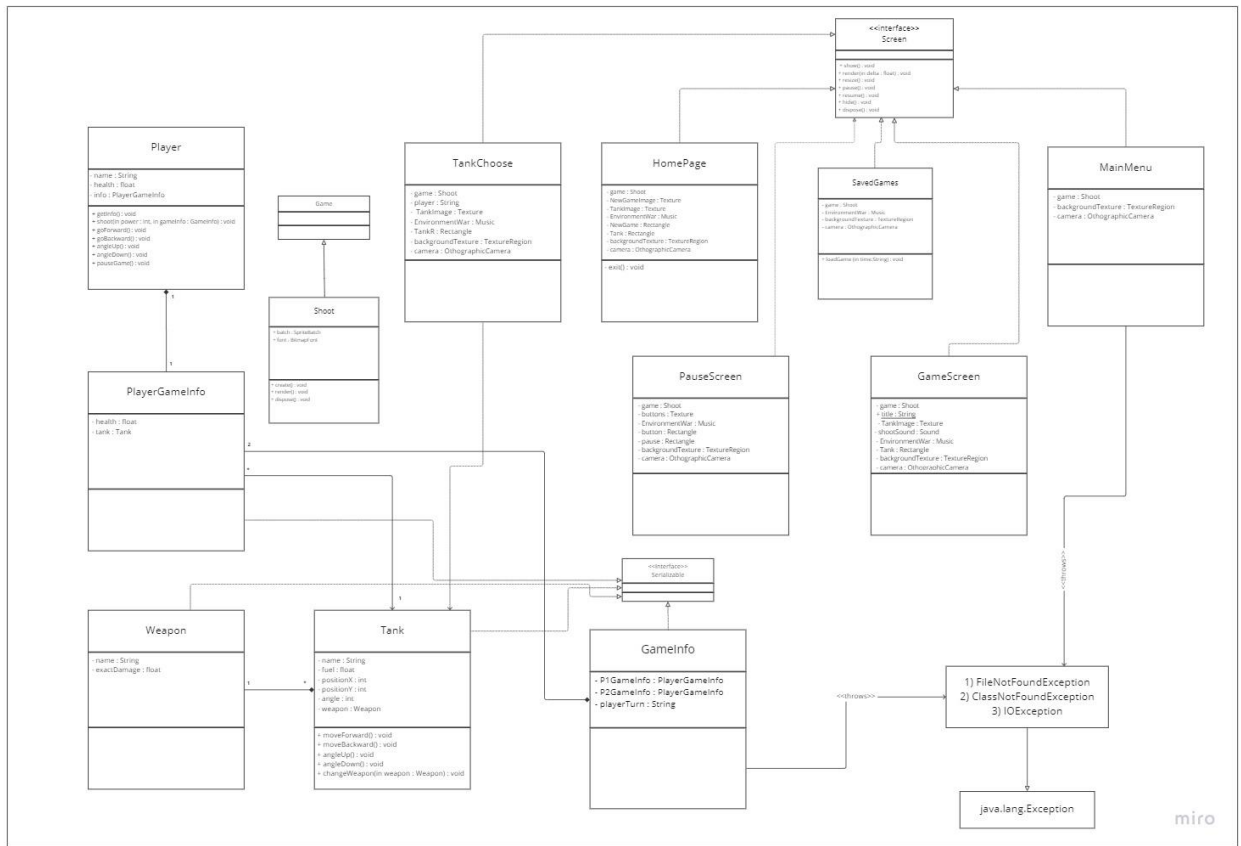 <<interface>>
Screen
+ show() : void
+ render(in delta : float) : void
+ resize() : void
+ pause() : void
+ resume() : void
+ hide() : void
+ dispose() : void
Player
- name : String
- health : float
- info : PlayerGameInfo
+ getInfo() : void
+ shoot(in power : int, in gameInfo : GameInfo) : void
+ goForward() : void
+ goBackward() : void
+ angleUp() : void
+ angleDown() : void
+ pauseGame() : void
1
1
Game
Shoot
+ batch : SpriteBatch
+ font : BitmapFont
+ create() : void
+ render() : void
+ dispose() : void
TankChoose
- game : Shoot
- player : String
- TankImage : Texture
- EnvironmentWar : Music
- TankR : Rectangle
- backgroundTexture : TextureRegion
- camera : OthographicCamera
HomePage
- game : Shoot
- NewGameImage : Texture
- TankImage : Texture
- EnvironmentWar : Music
- NewGame : Rectangle
- Tank : Rectangle
- backgroundTexture : TextureRegion
- camera : OthographicCamera
- exit() : void
SavedGames
- game : Shoot
- EnvironmentWar : Music
- backgroundTexture : TextureRegion
- camera : OthographicCamera
+ loadGame (in time:String) : void
MainMenu
- game : Shoot
- backgroundTexture : TextureRegion
- camera : OthographicCamera
PlayerGameInfo
- health : float
- tank : Tank
2
*
1
PauseScreen
- game : Shoot
- buttons : Texture
- EnvironmentWar : Music
- button : Rectangle
- pause : Rectangle
- backgroundTexture : TextureRegion
- camera : OthographicCamera
GameScreen
- game : Shoot
+ title : String
- TankImage : Texture
- shootSound : Sound
- EnvironmentWar : Music
- Tank : Rectangle
- backgroundTexture : TextureRegion
- camera : OthographicCamera
<<throws>>
<<interface>>
Serializable
Weapon
- name : String
- exactDamage : float
1
*
Tank
- name : String
- fuel : float
- positionX : int
- positionY : int
- angle : int
- weapon : Weapon
+ moveForward() : void
+ moveBackward() : void
+ angleUp() : void
+ angleDown() : void
+ changeWeapon(in weapon : Weapon) : void
GameInfo
- P1GameInfo : PlayerGameInfo
- P2GameInfo : PlayerGameInfo
- playerTurn : String
<<throws>>
1) FileNotFoundException
2) ClassNotFoundException
3) IOException
java.lang.Exception
miro